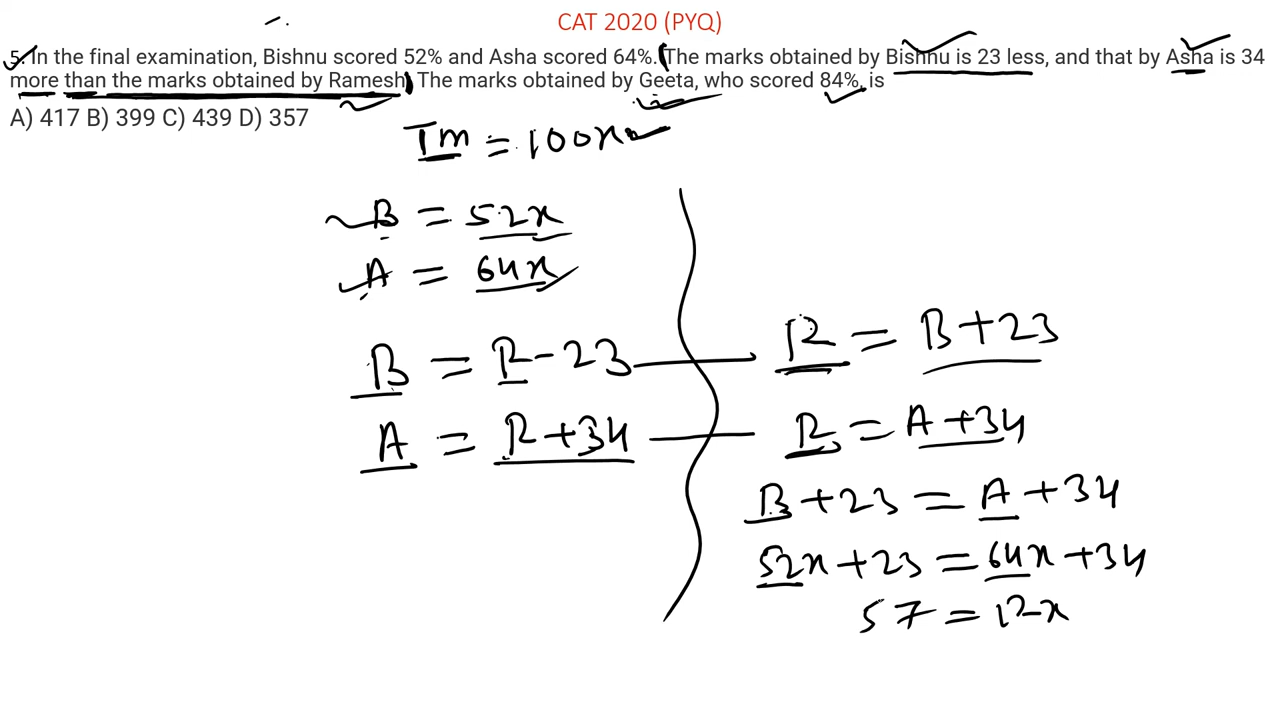 CAT 2020 (PYQ)
5. In the final examination, Bishnu scored 52% and Asha scored 64%. (The marks obtained by Bishnu is 23 less, and that by Asha is 34
more than the marks obtained by Ramesh) The marks obtained by Geeta, who scored 84%, is
A) 417 B) 399 C) 439 D) 357
Tm = 100x
B = 52x
A = 64x
B = R-23
A = R+34
R = B+23
R = A+34
B+23 = A+34
52x+23 = 64x+34
57 = 12x